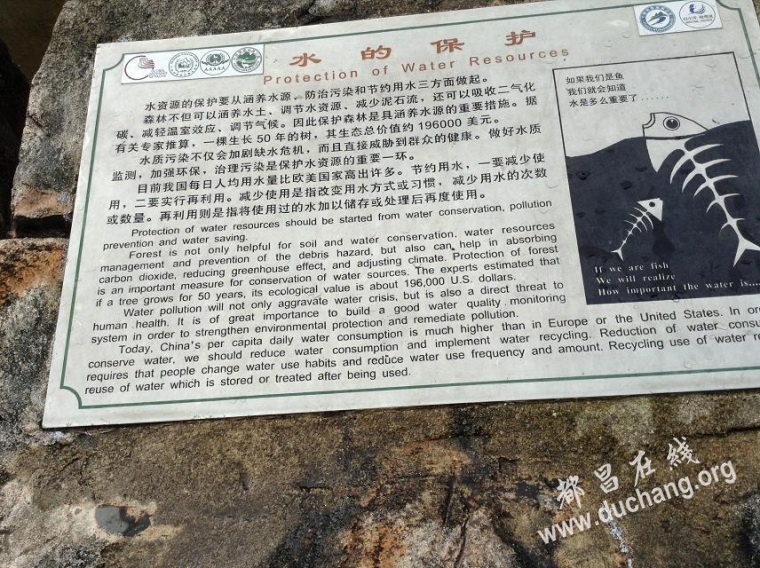 水的保护
Protection of Water Resources
水资源的保护要从涵养水源、防治污染和节约用水三方面做起。
森林不但可以涵养水土、调节水资源、减少泥石流，还可以吸收二气化
碳、减轻温室效应、调节气候。因此保护森林是具涵养水源的重要措施。据
有关专家推算，一棵生长50年的树，其生态总价值约196000美元。
水质污染不仅会加剧缺水危机，而且直接威胁到群众的健康。做好水质
监测，加强环保，治理污染是保护水资源的重要一环。
目前我国每日人均用水量比欧美国家高出许多。节约用水，一要减少使
用，二要实行再利用。减少使用是指改变用水方式或习惯，减少用水的次数
或数量。再利用则是指将使用过的水加以储存或处理后再度使用。
Protection of water resources should be started from water conservation, pollution
prevention and water saving.
Forest is not only helpful for soil and water conservation, water resources
management and prevention of the debris hazard, but also can help in absorbing
carbon dioxide, reducing greenhouse effect, and adjusting climate. Protection of forest
is an important measure for conservation of water sources. The experts estimated that
if a tree grows for 50 years, its ecological value is about 196,000 U.S. dollars.
Water pollution will not only aggravate water crisis, but is also a direct threat to
human health. It is of great importance to build a good water quality monitoring
system in order to strengthen environmental protection and remediate pollution.
Today, China's per capita daily water consumption is much higher than in Europe or the United States. In or
conserve water, we should reduce water consumption and implement water recycling. Reduction of water consu
requires that people change water use habits and reduce water use frequency and amount. Recycling use of water r
reuse of water which is stored or treated after being used.
如果我们是鱼
我们就会知道
水是多么重要了……
If we are fish
We will realize
How important the water is....
都昌在线
www.duchang.org